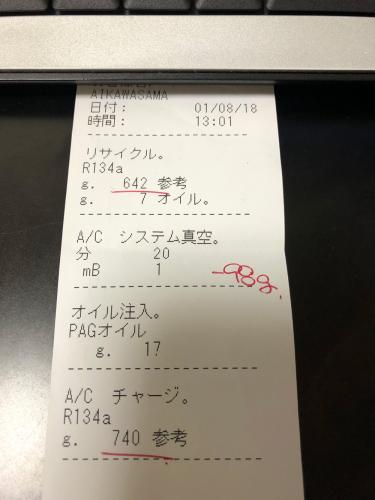 AIKAWASAMA
日付： 01/08/18
時間： 13:01
リサイクル。
R134a
g. 642 参考
g. 7 オイル。
A/C システム真空。
分 20
mB 1
-98g.
オイル注入。
PAGオイル
g. 17
A/C チャージ。
R134a
g. 740 参考